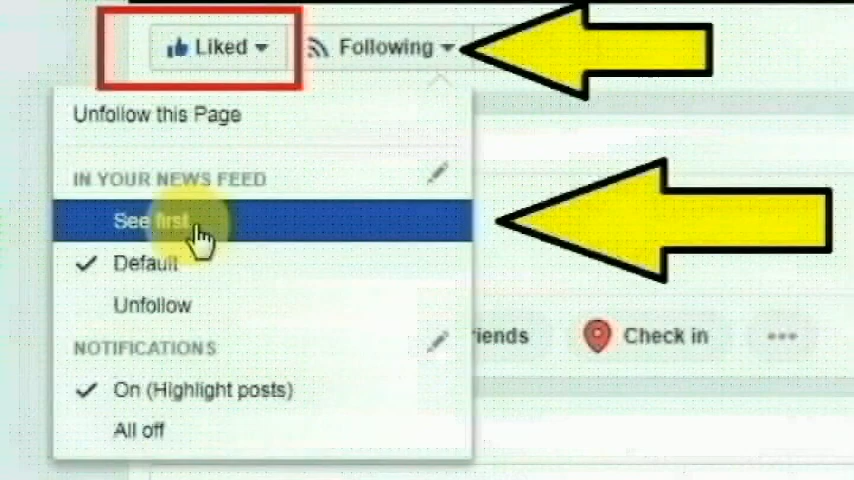 Liked
Following
Unfollow this Page
IN YOUR NEWS FEED
See first
Default
Unfollow
NOTIFICATIONS
riends
Check in
On (Highlight posts)
All off